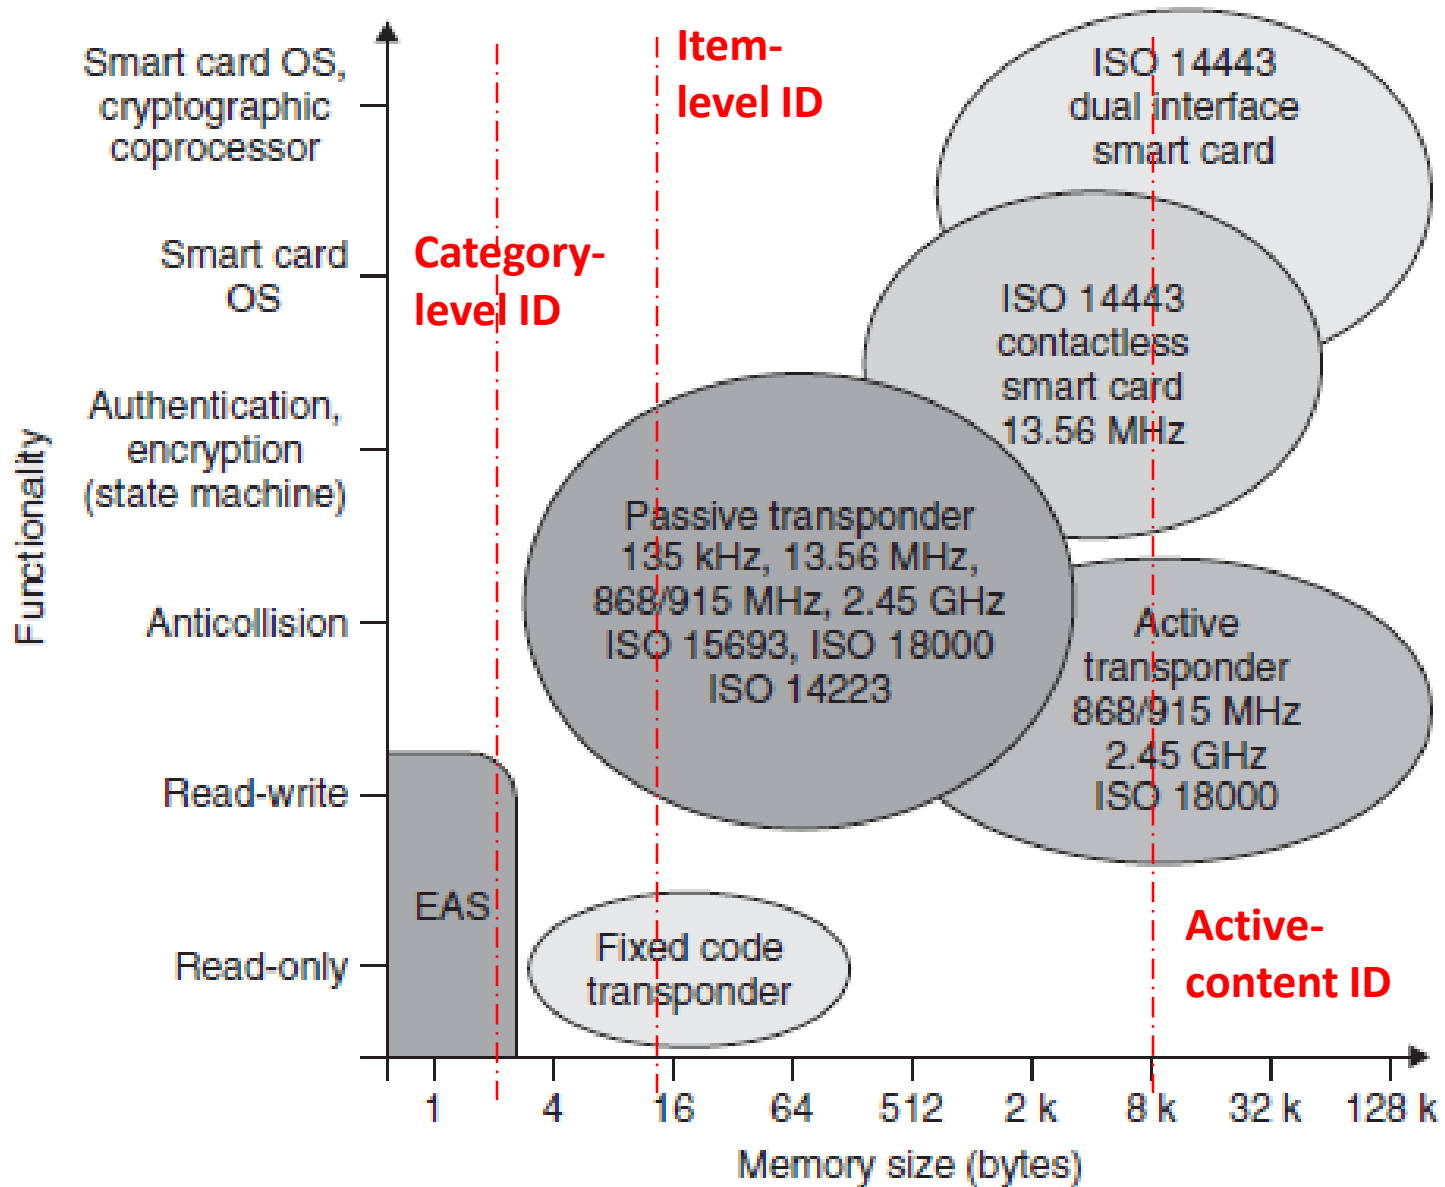 Smart card OS,
cryptographic
coprocessor
Smart card
OS
Authentication,
encryption
(state machine)
Anticollision
Read-write
Read-only
Functionality
Item-
level ID
Category-
level ID
ISO 14443
dual interface
smart card
ISO 14443
contactless
smart card
13.56 MHz
Passive transponder
135 kHz, 13.56 MHz,
868/915 MHz, 2.45 GHz
ISO 15693, ISO 18000
ISO 14223
Active
transponder
868/915 MHz
2.45 GHz
ISO 18000
EAS
Fixed code
transponder
Active-
content ID
1 4 16 64 512 2 k 8 k 32 k 128 k
Memory size (bytes)